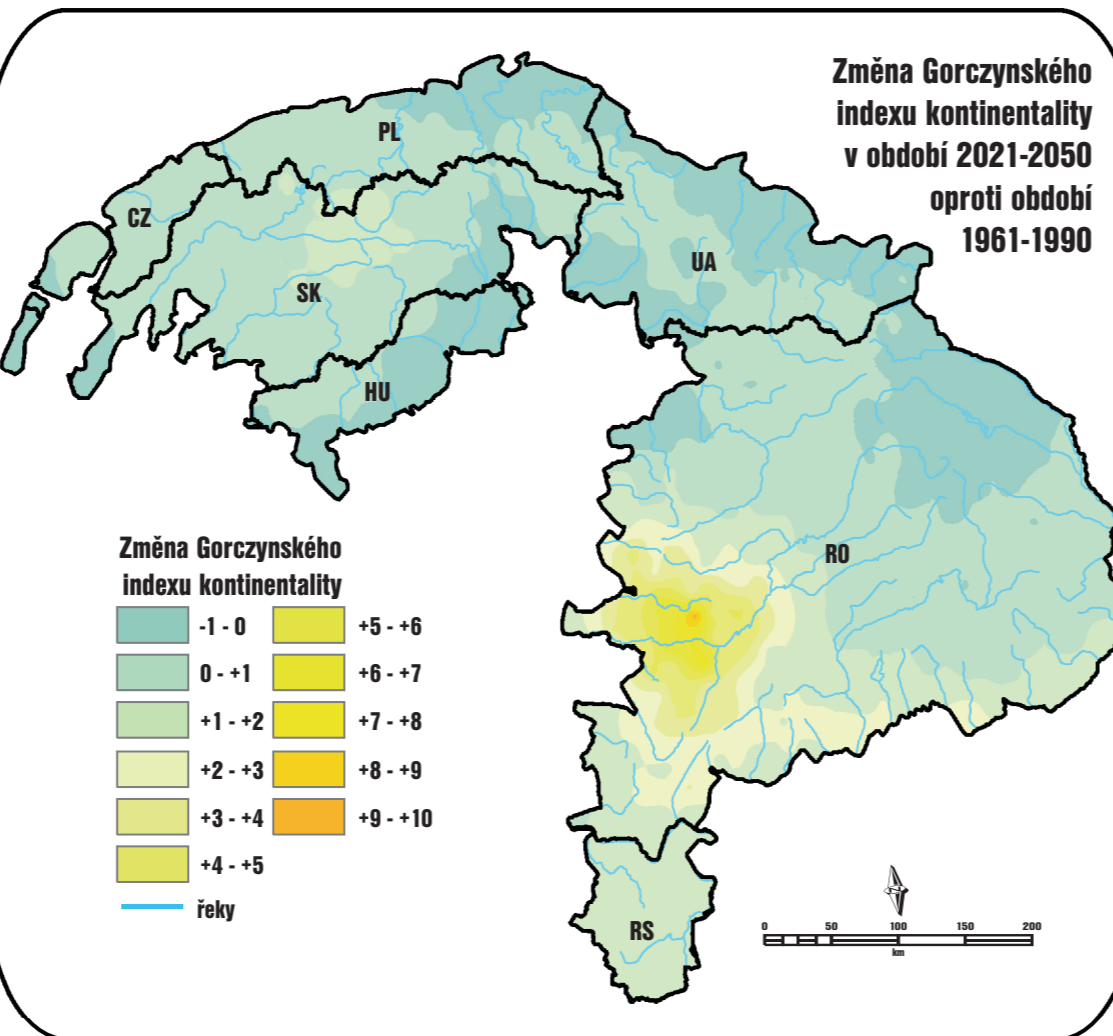 Změna Gorczynského
indexu kontinentality
v období 2021-2050
oproti období
1961-1990
PL
CZ
SK
UA
HU
RO
RS
Změna Gorczynského
indexu kontinentality
-1 - 0
0 - +1
+1 - +2
+2 - +3
+3 - +4
+4 - +5
+5 - +6
+6 - +7
+7 - +8
+8 - +9
+9 - +10
řeky
0 50 100 150 200
km